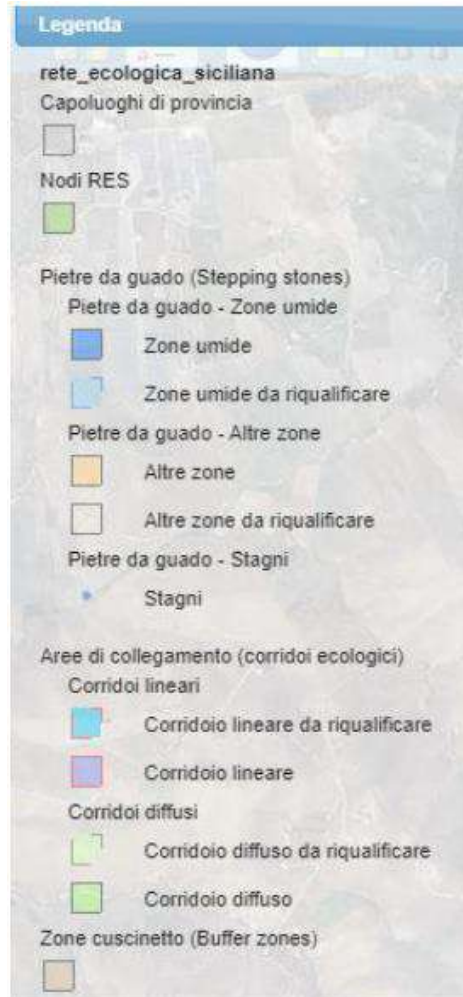 Legenda
rete_ecologica_siciliana
Capoluoghi di provincia
Nodi RES
Pietre da guado (Stepping stones)
Pietre da guado - Zone umide
Zone umide
Zone umide da riqualificare
Pietre da guado - Altre zone
Altre zone
Altre zone da riqualificare
Pietre da guado - Stagni
Stagni
Aree di collegamento (corridoi ecologici)
Corridoi lineari
Corridoio lineare da riqualificare
Corridoio lineare
Corridoi diffusi
Corridoio diffuso da riqualificare
Corridoio diffuso
Zone cuscinetto (Buffer zones)